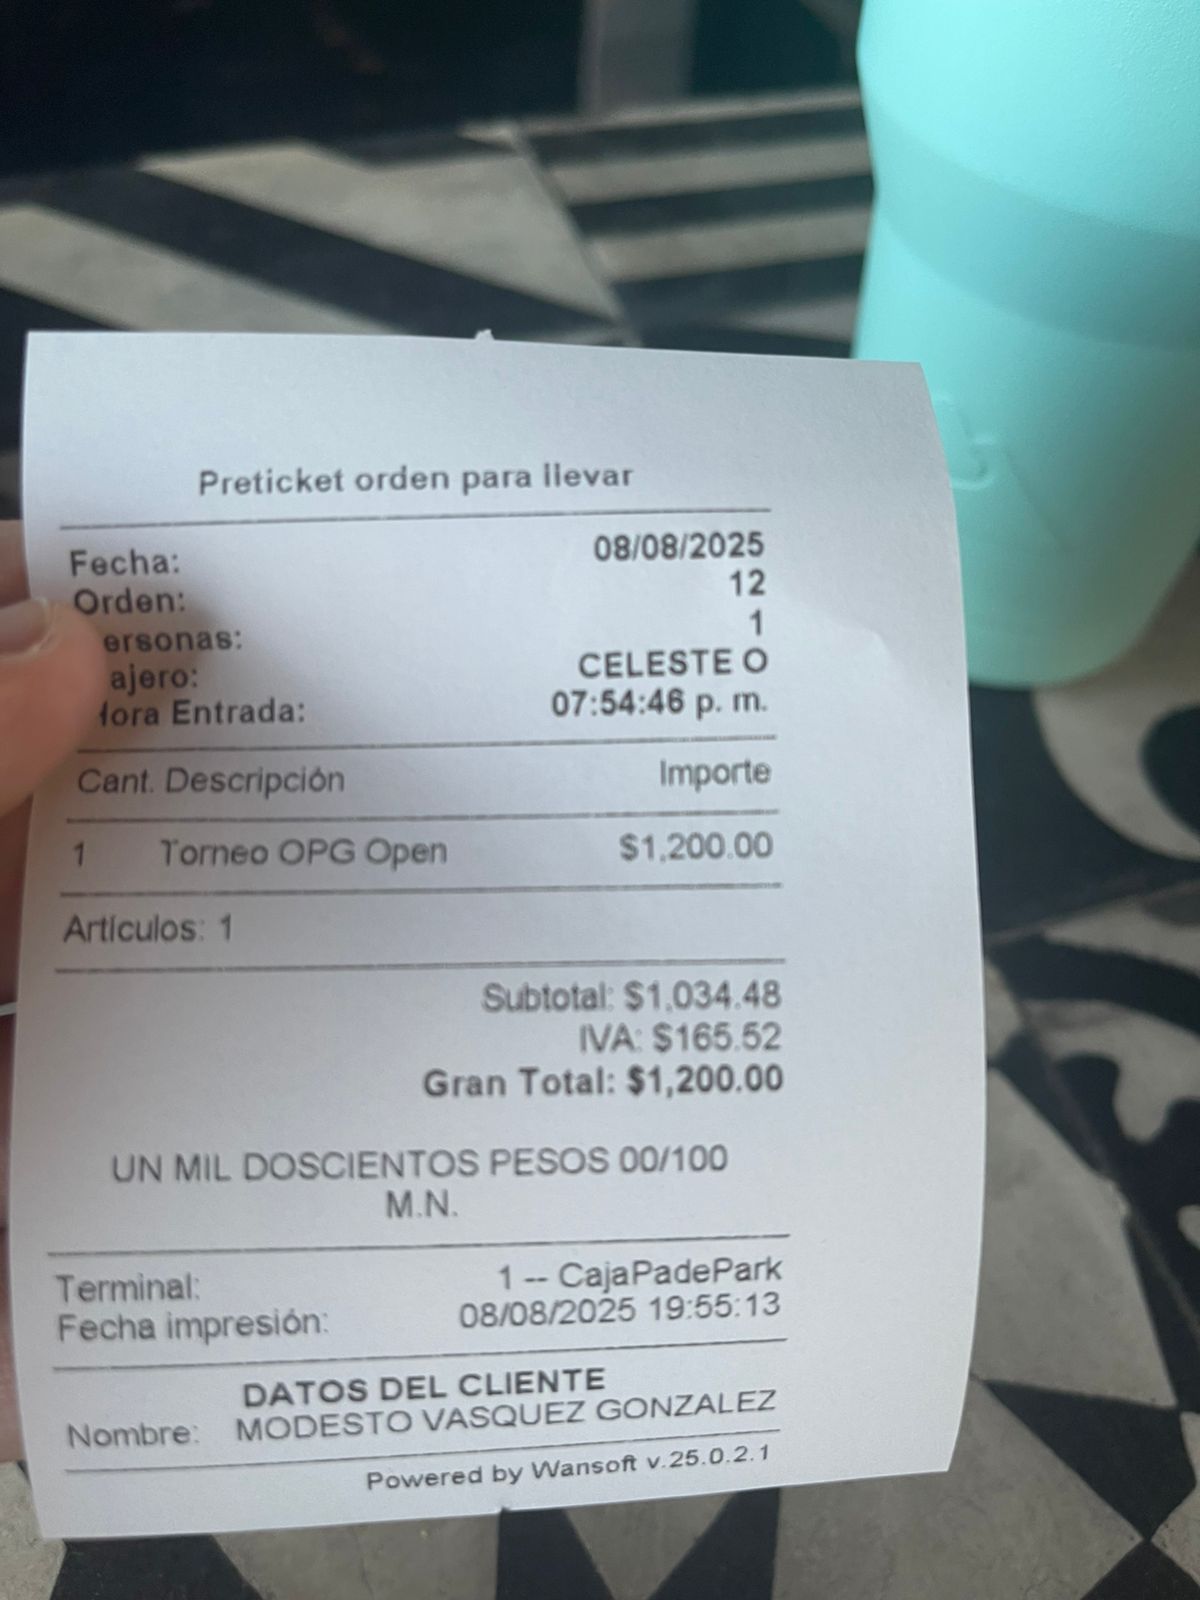 Preticket orden para llevar
Fecha: 08/08/2025
Orden: 12
ersonas: 1
ajero: CELESTE O
Hora Entrada: 07:54:46 p. m.
Cant. Descripción Importe
1 Torneo OPG Open $1,200.00
Artículos: 1
Subtotal: $1,034.48
IVA: $165.52
Gran Total: $1,200.00
UN MIL DOSCIENTOS PESOS 00/100
M.N.
Terminal: 1 -- CajaPadePark
Fecha impresión: 08/08/2025 19:55:13
DATOS DEL CLIENTE
Nombre: MODESTO VASQUEZ GONZALEZ
Powered by Wansoft v.25.0.2.1